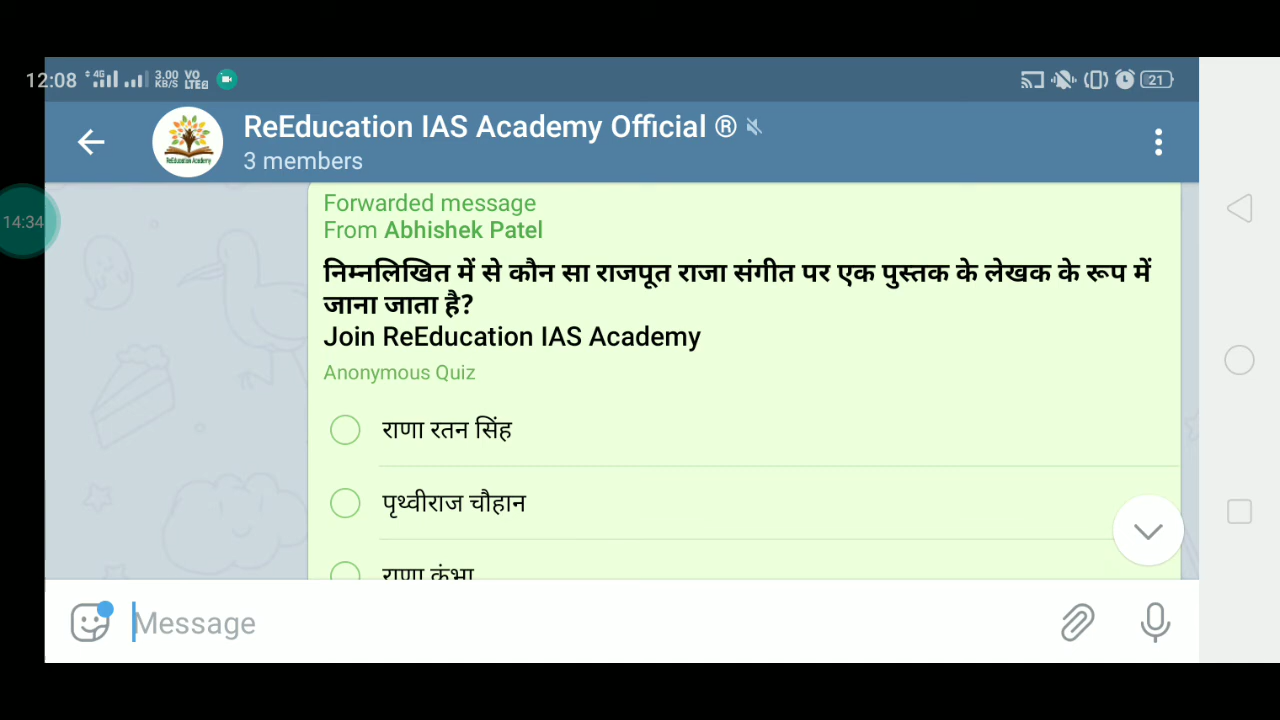 12:08 4G 3.00 KB/S VO LTE 21
ReEducation IAS Academy Official ®
3 members
14:34
Forwarded message
From Abhishek Patel
निम्नलिखित में से कौन सा राजपूत राजा संगीत पर एक पुस्तक के लेखक के रूप में
जाना जाता है?
Join ReEducation IAS Academy
Anonymous Quiz
राणा रतन सिंह
पृथ्वीराज चौहान
राणा कुंभा
Message